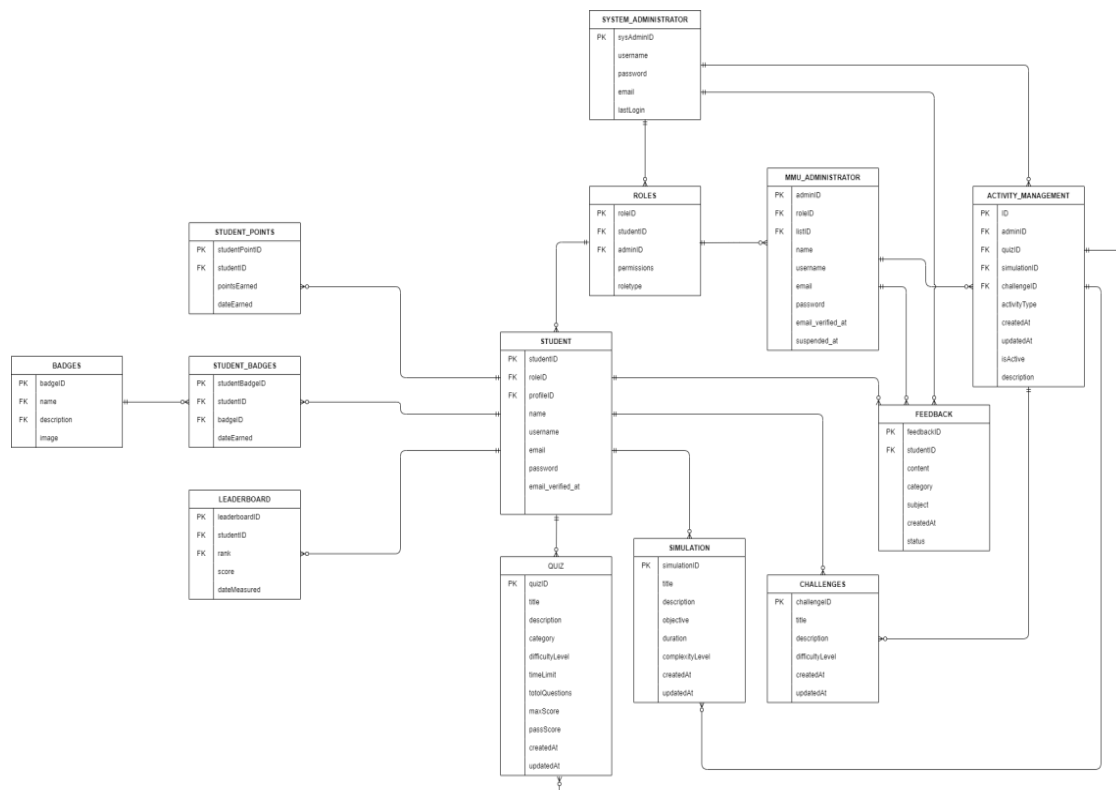 SYSTEM_ADMINISTRATOR
PK sysAdminID
username
password
email
lastLogin
ROLES
PK roleID
FK studentID
FK adminID
permissions
roletype
MMU_ADMINISTRATOR
PK adminID
FK roleID
FK listID
name
username
email
password
email_verified_at
suspended_at
ACTIVITY_MANAGEMENT
PK ID
FK adminID
FK quizID
FK simulationID
FK challengeID
activityType
createdAt
updatedAt
isActive
description
STUDENT_POINTS
PK studentPointID
FK studentID
pointsEarned
dateEarned
BADGES
PK badgeID
FK name
FK description
image
STUDENT_BADGES
PK studentBadgeID
FK studentID
FK badgeID
dateEarned
STUDENT
PK studentID
FK roleID
FK profileID
name
username
email
password
email_verified_at
FEEDBACK
PK feedbackID
FK studentID
content
category
subject
createdAt
status
LEADERBOARD
PK leaderboardID
FK studentID
FK rank
score
dateMeasured
QUIZ
PK quizID
title
description
category
difficultyLevel
timeLimit
totolQuestions
maxScore
passScore
createdAt
updatedAt
SIMULATION
PK simulationID
title
description
objective
duration
complexityLevel
createdAt
updatedAt
CHALLENGES
PK challengeID
title
description
difficultyLevel
createdAt
updatedAt